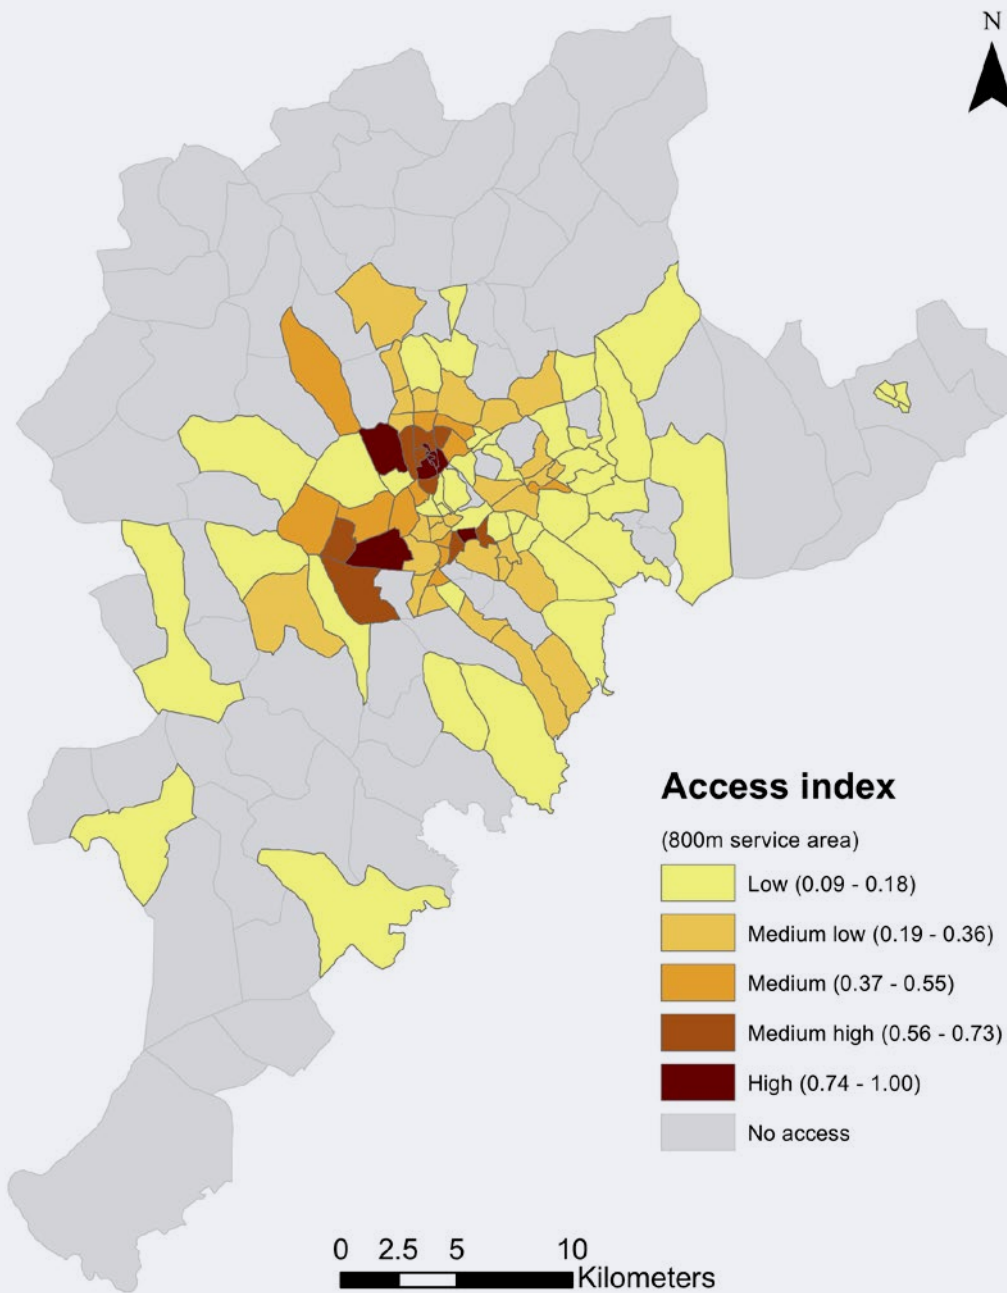 N
Access index
(800m service area)
Low (0.09 - 0.18)
Medium low (0.19 - 0.36)
Medium (0.37 - 0.55)
Medium high (0.56 - 0.73)
High (0.74 - 1.00)
No access
0 2.5 5 10
Kilometers